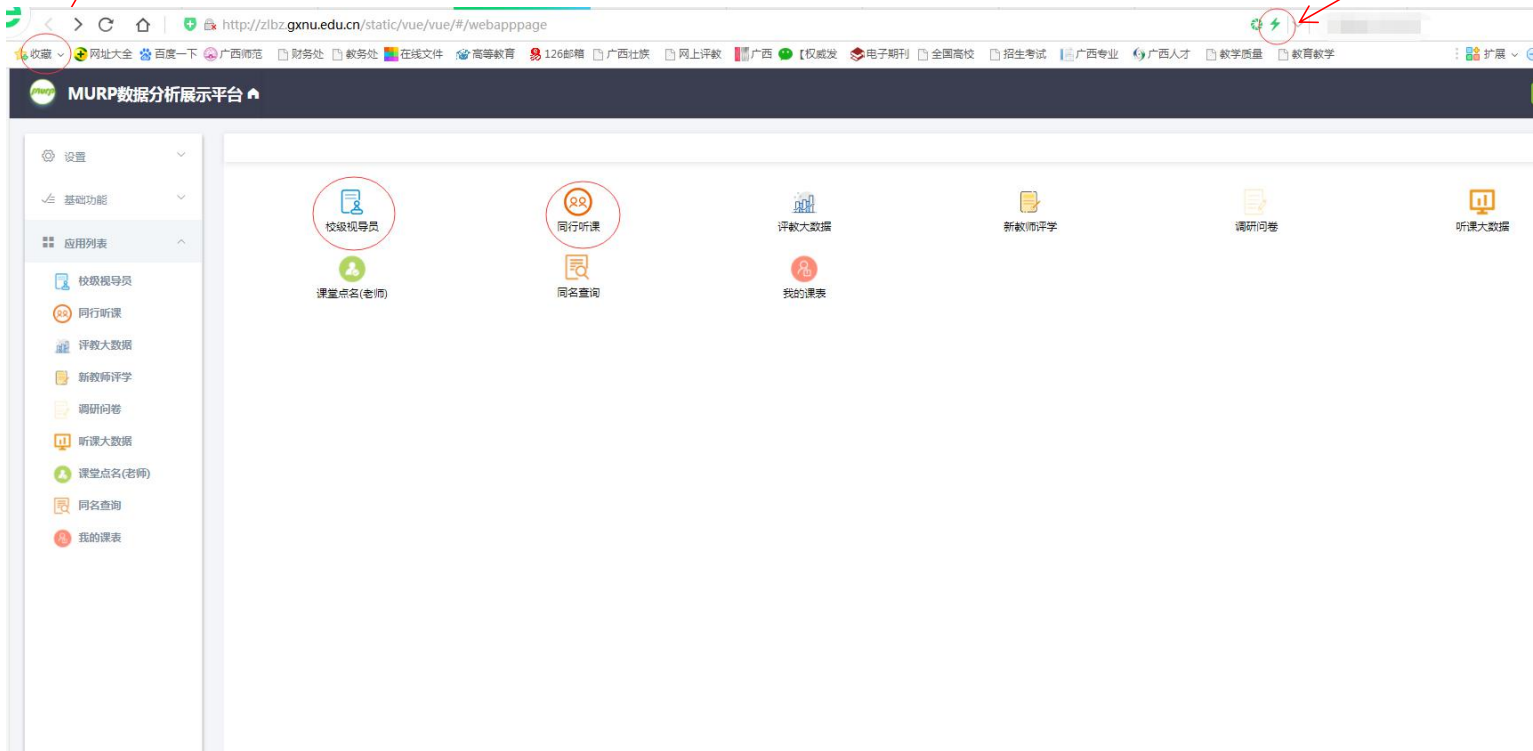 http://zlbz.gxnu.edu.cn/static/vue/vue/#/webapppage
收藏 网址大全 百度一下 广西师范 财务处 教务处 在线文件 高等教育 126邮箱 广西壮族 网上评教 广西 【权威发 电子期刊 全国高校 招生考试 广西专业 广西人才 教学质量 教育教学 扩展
murp MURP数据分析展示平台
设置
基础功能
应用列表
校级视导员
同行听课
评教大数据
新教师评学
调研问卷
听课大数据
课堂点名(老师)
同名查询
我的课表
校级视导员 同行听课 评教大数据 新教师评学 调研问卷 听课大数据
课堂点名(老师) 同名查询 我的课表